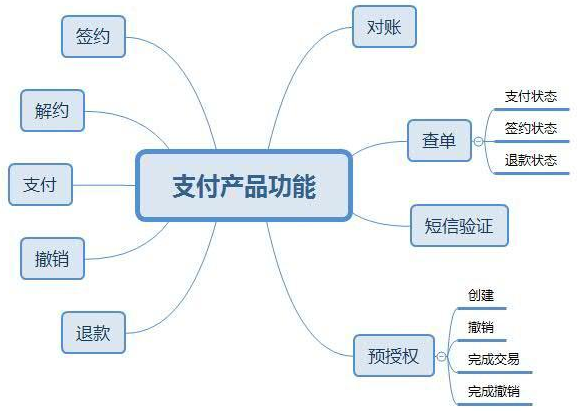 支付产品功能
签约
解约
支付
撤销
退款
对账
查单
支付状态
签约状态
退款状态
短信验证
预授权
创建
撤销
完成交易
完成撤销